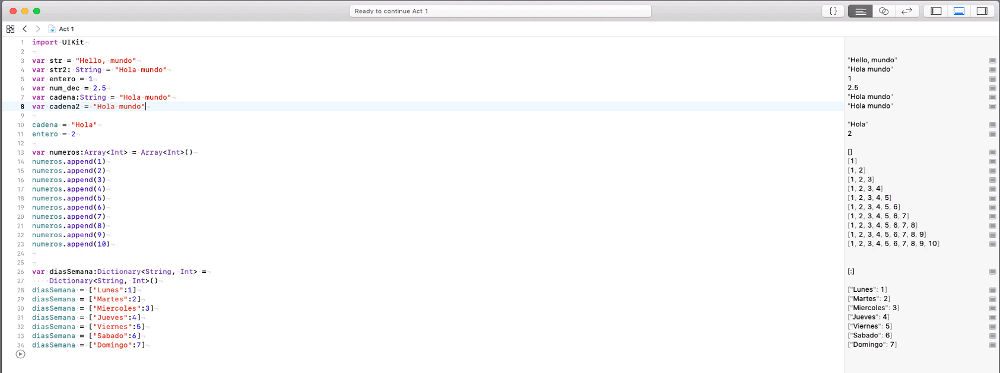 Ready to continue Act 1
{ }
Act 1
1 import UIKit
2
3 var str = "Hello, mundo"
4 var str2: String = "Hola mundo"
5 var entero = 1
6 var num_dec = 2.5
7 var cadena:String = "Hola mundo"
8 var cadena2 = "Hola mundo"
9
10 cadena = "Hola"
11 entero = 2
12
13 var numeros:Array<Int> = Array<Int>()
14 numeros.append(1)
15 numeros.append(2)
16 numeros.append(3)
17 numeros.append(4)
18 numeros.append(5)
19 numeros.append(6)
20 numeros.append(7)
21 numeros.append(8)
22 numeros.append(9)
23 numeros.append(10)
24
25
26 var diasSemana:Dictionary<String, Int> =
27     Dictionary<String, Int>()
28 diasSemana = ["Lunes":1]
29 diasSemana = ["Martes":2]
30 diasSemana = ["Miercoles":3]
31 diasSemana = ["Jueves":4]
32 diasSemana = ["Viernes":5]
33 diasSemana = ["Sabado":6]
34 diasSemana = ["Domingo":7]
"Hello, mundo"
"Hola mundo"
1
2.5
"Hola mundo"
"Hola mundo"
"Hola"
2
[]
[1]
[1, 2]
[1, 2, 3]
[1, 2, 3, 4]
[1, 2, 3, 4, 5]
[1, 2, 3, 4, 5, 6]
[1, 2, 3, 4, 5, 6, 7]
[1, 2, 3, 4, 5, 6, 7, 8]
[1, 2, 3, 4, 5, 6, 7, 8, 9]
[1, 2, 3, 4, 5, 6, 7, 8, 9, 10]
[:]
["Lunes": 1]
["Martes": 2]
["Miercoles": 3]
["Jueves": 4]
["Viernes": 5]
["Sabado": 6]
["Domingo": 7]